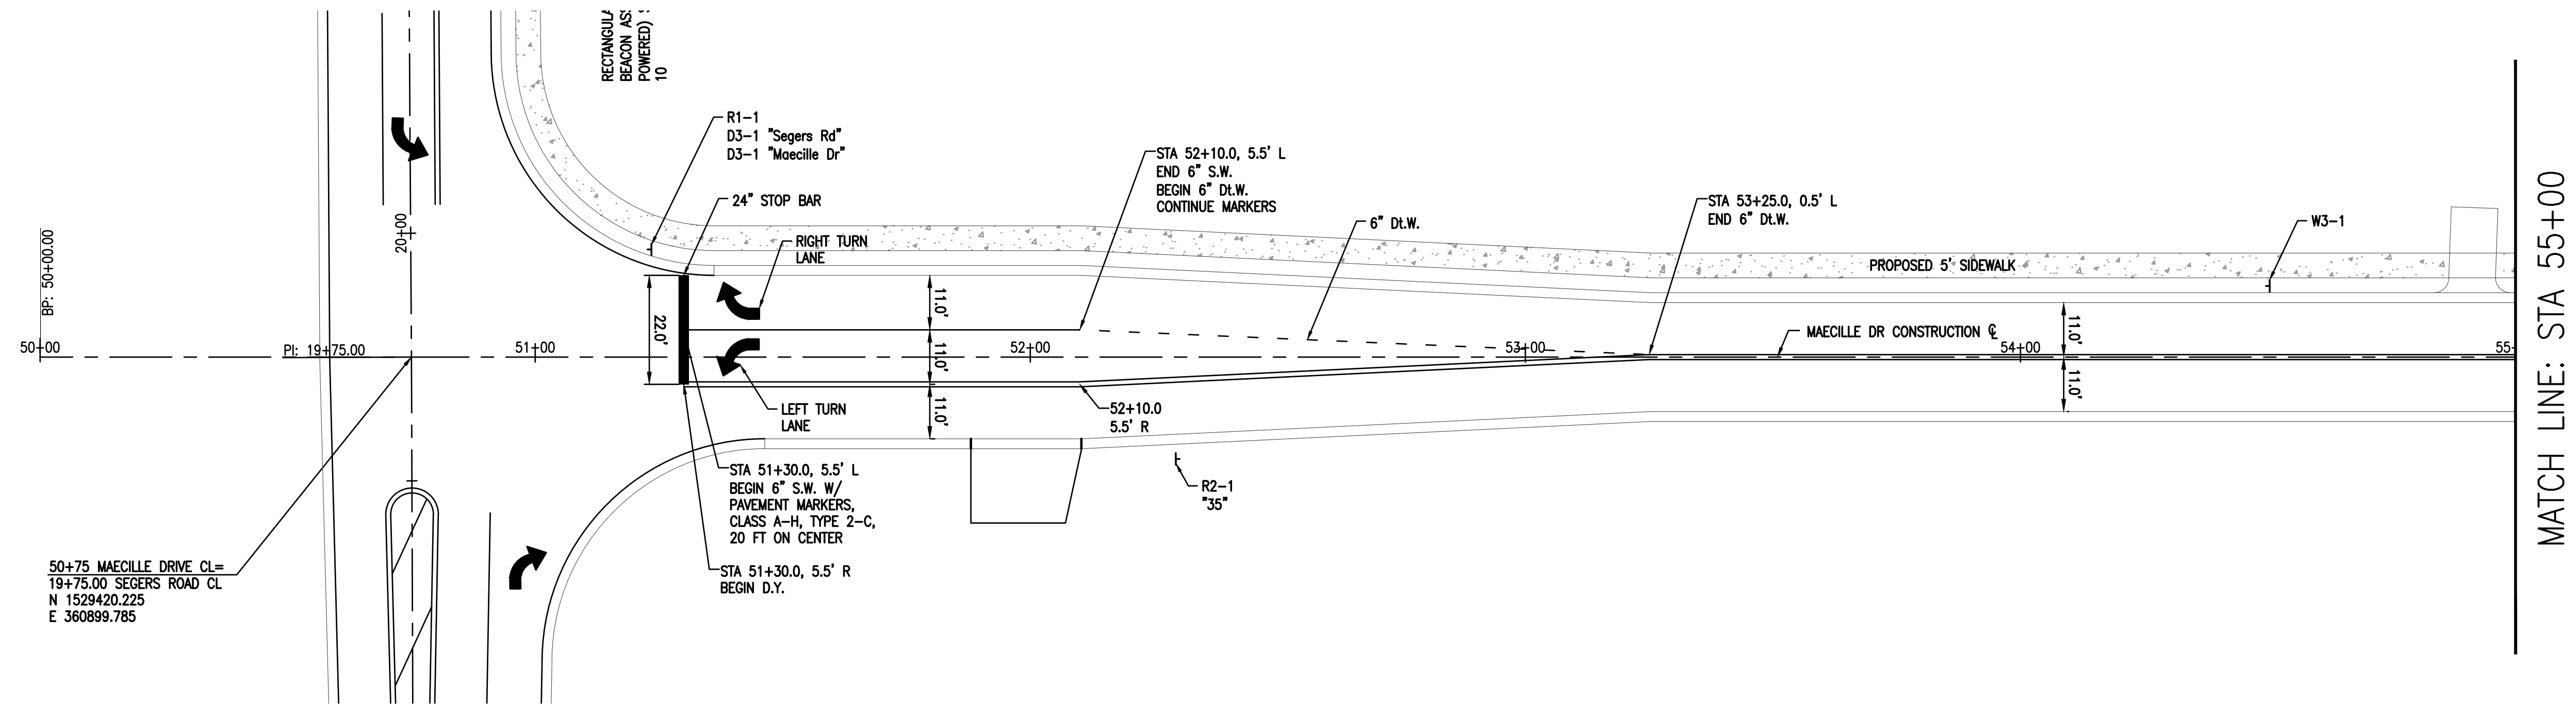 RECTANGULA
BEACON AS
POWERED)
10
R1-1
D3-1 "Segers Rd"
D3-1 "Maecille Dr"
24" STOP BAR
RIGHT TURN
LANE
STA 52+10.0, 5.5' L
END 6" S.W.
BEGIN 6" Dt.W.
CONTINUE MARKERS
6" Dt.W.
STA 53+25.0, 0.5' L
END 6" Dt.W.
W3-1
PROPOSED 5' SIDEWALK
MAECILLE DR CONSTRUCTION ℄
BP: 50+00.00
20+00
50+00
PI: 19+75.00
51+00
52+00
53+00
54+00
55
22.0'
11.0'
11.0'
11.0'
11.0'
11.0'
LEFT TURN
LANE
52+10.0
5.5' R
STA 51+30.0, 5.5' L
BEGIN 6" S.W. W/
PAVEMENT MARKERS,
CLASS A-H, TYPE 2-C,
20 FT ON CENTER
STA 51+30.0, 5.5' R
BEGIN D.Y.
R2-1
"35"
50+75 MAECILLE DRIVE CL=
19+75.00 SEGERS ROAD CL
N 1529420.225
E 360899.785
MATCH LINE: STA 55+00